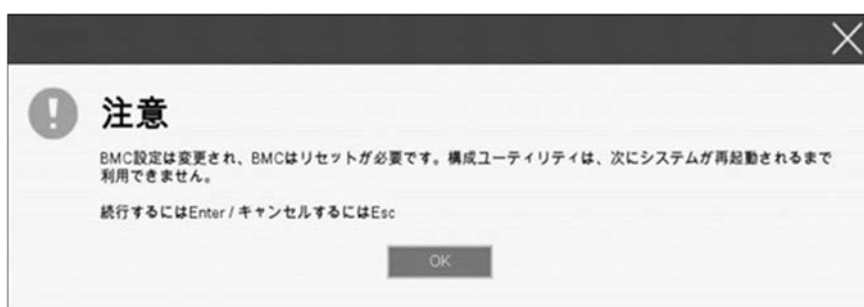 注意
BMC設定は変更され、BMCはリセットが必要です。構成ユーティリティは、次にシステムが再起動されるまで
利用できません。
続行するにはEnter / キャンセルするにはEsc
OK